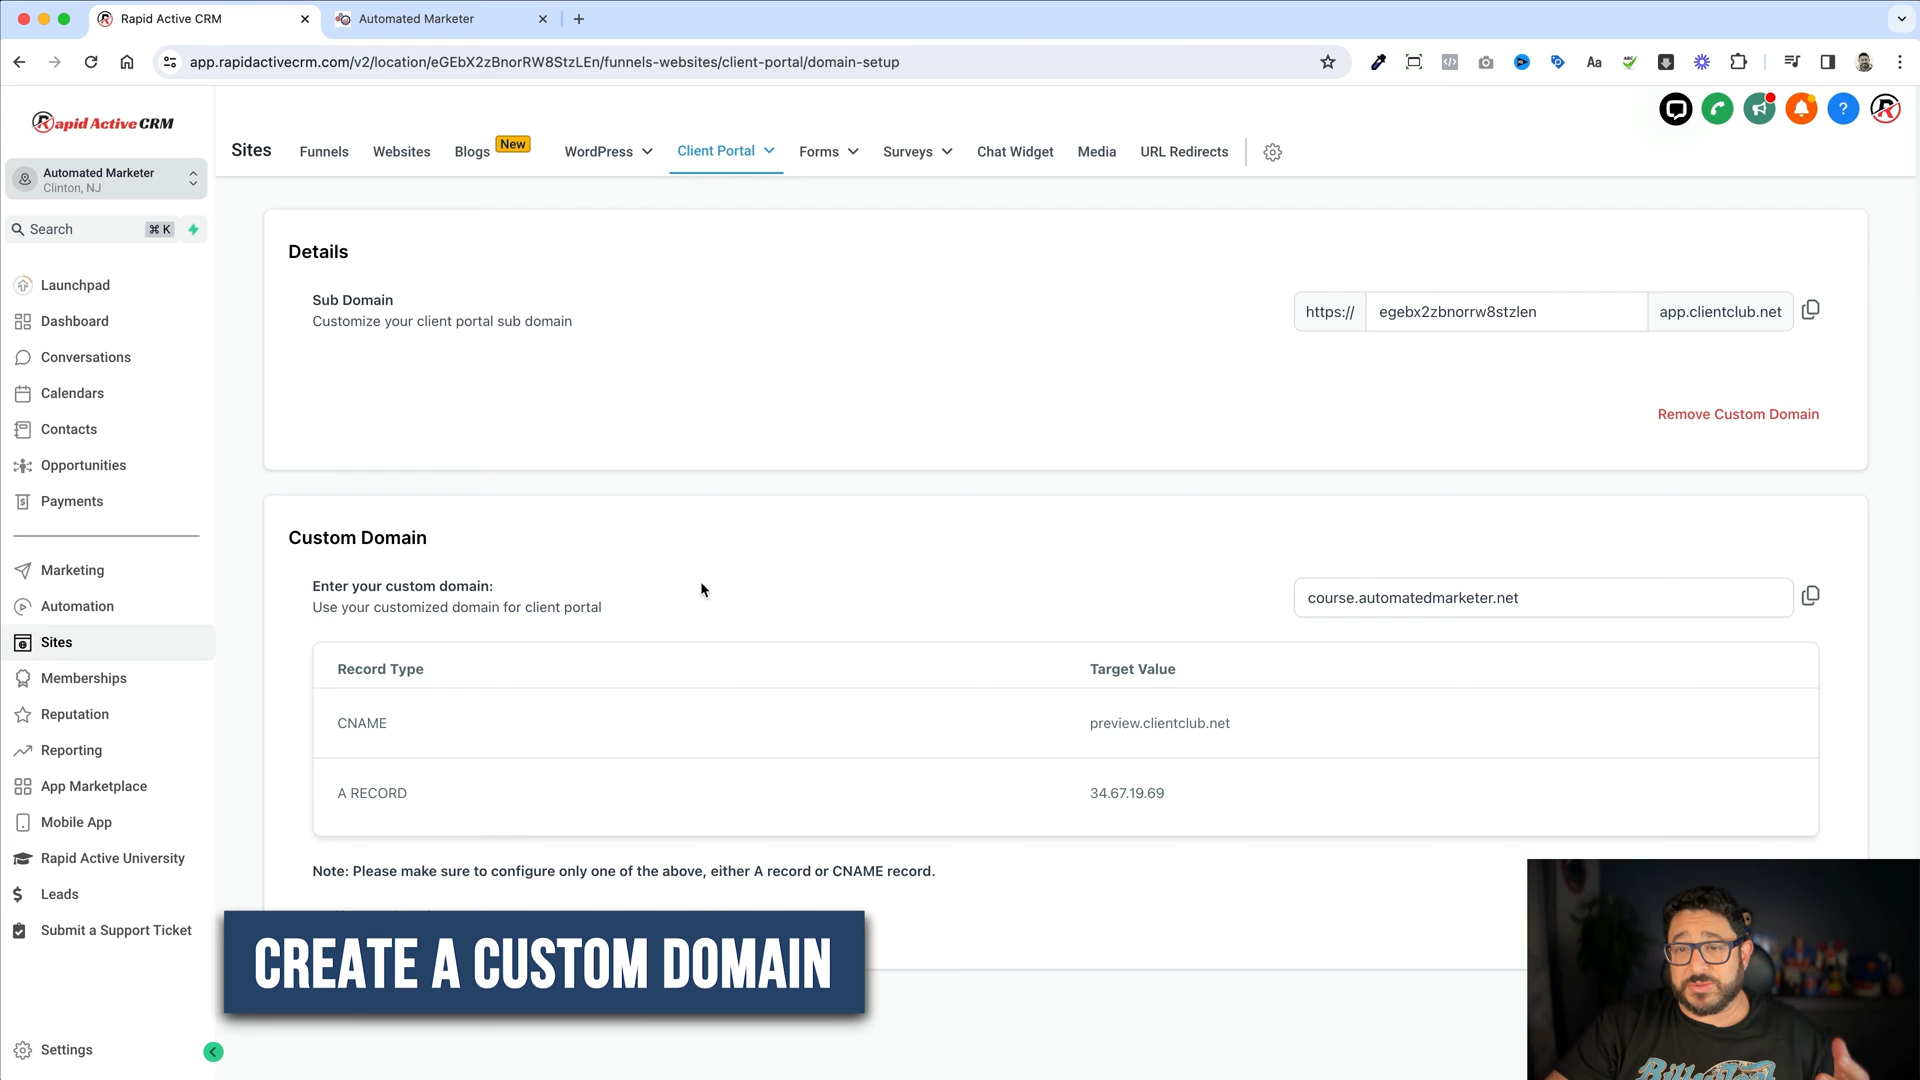 Rapid Active CRM
Automated Marketer
app.rapidactivecrm.com/v2/location/eGEbX2zBnorRW8StzLEn/funnels-websites/client-portal/domain-setup
Rapid Active CRM
Automated Marketer
Clinton, NJ
Search
⌘ K
Launchpad
Dashboard
Conversations
Calendars
Contacts
Opportunities
Payments
Marketing
Automation
Sites
Memberships
Reputation
Reporting
App Marketplace
Mobile App
Rapid Active University
Leads
Submit a Support Ticket
Settings
Sites
Funnels
Websites
Blogs
New
WordPress
Client Portal
Forms
Surveys
Chat Widget
Media
URL Redirects
Details
Sub Domain
Customize your client portal sub domain
https://
egebx2zbnorrw8stzlen
app.clientclub.net
Remove Custom Domain
Custom Domain
Enter your custom domain:
Use your customized domain for client portal
course.automatedmarketer.net
Record Type Target Value
CNAME preview.clientclub.net
A RECORD 34.67.19.69
Note: Please make sure to configure only one of the above, either A record or CNAME record.
CREATE A CUSTOM DOMAIN